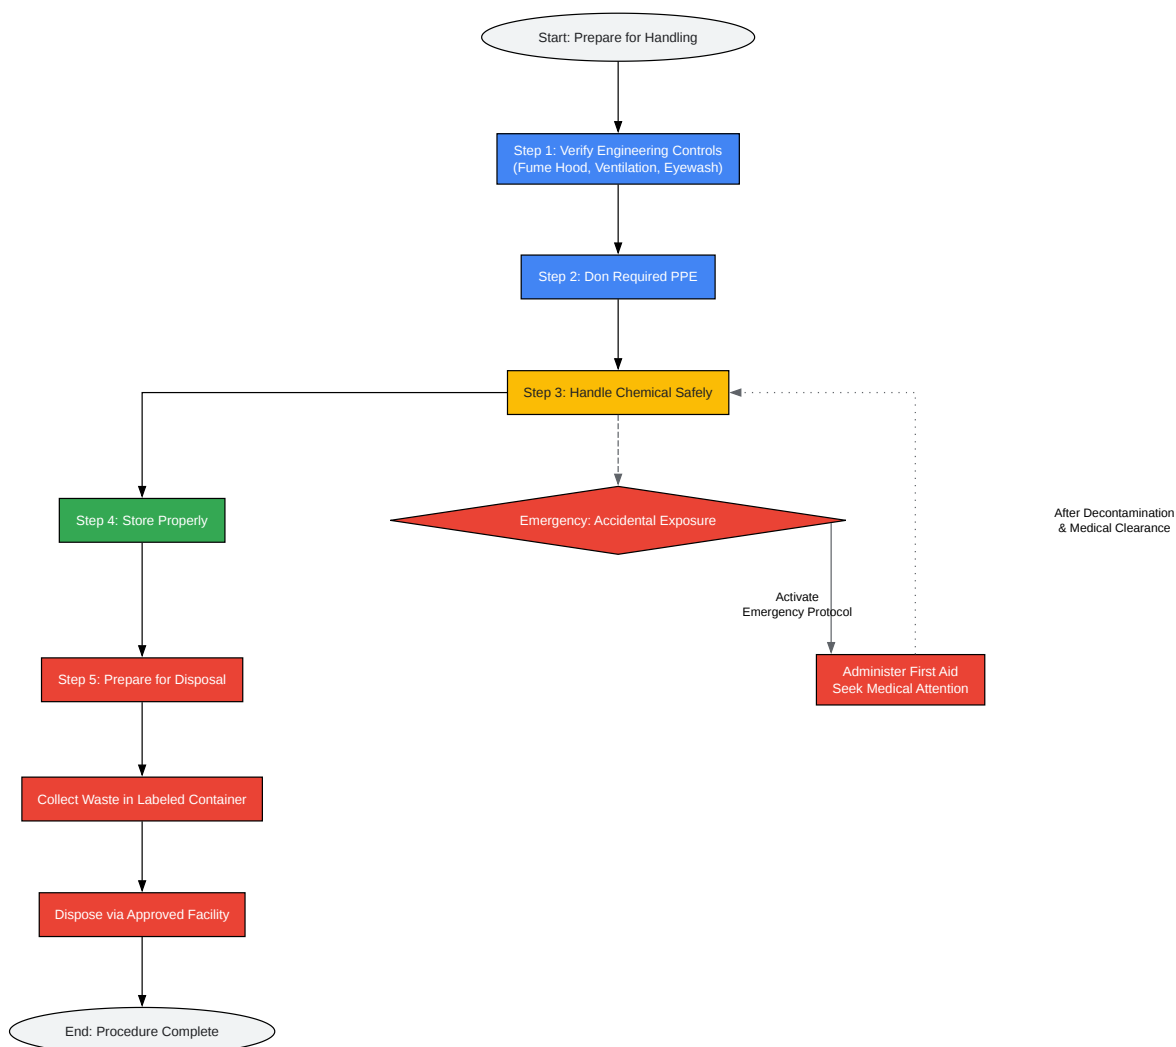 Start: Prepare for Handling
Step 1: Verify Engineering Controls
(Fume Hood, Ventilation, Eyewash)
Step 2: Don Required PPE
Step 3: Handle Chemical Safely
Step 4: Store Properly
Emergency: Accidental Exposure
After Decontamination
& Medical Clearance
Activate
Emergency Protocol
Administer First Aid
Seek Medical Attention
Step 5: Prepare for Disposal
Collect Waste in Labeled Container
Dispose via Approved Facility
End: Procedure Complete